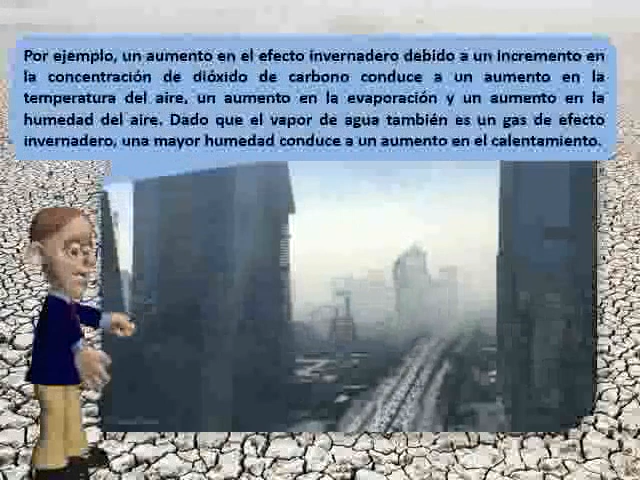 Por ejemplo, un aumento en el efecto invernadero debido a un incremento en
la concentración de dióxido de carbono conduce a un aumento en la
temperatura del aire, un aumento en la evaporación y un aumento en la
humedad del aire. Dado que el vapor de agua también es un gas de efecto
invernadero, una mayor humedad conduce a un aumento en el calentamiento.